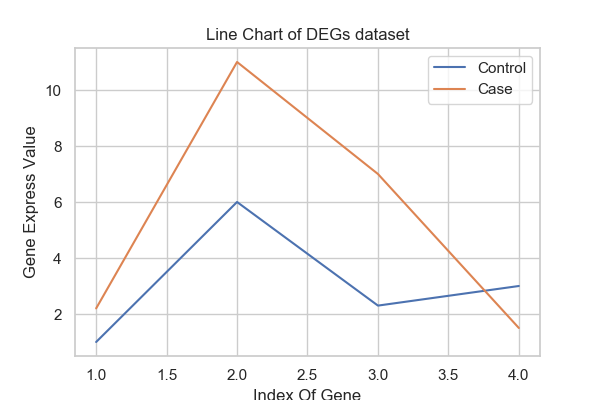 Line Chart of DEGs dataset
Control
Case
Gene Express Value
10
8
6
4
2
1.0 1.5 2.0 2.5 3.0 3.5 4.0
Index Of Gene